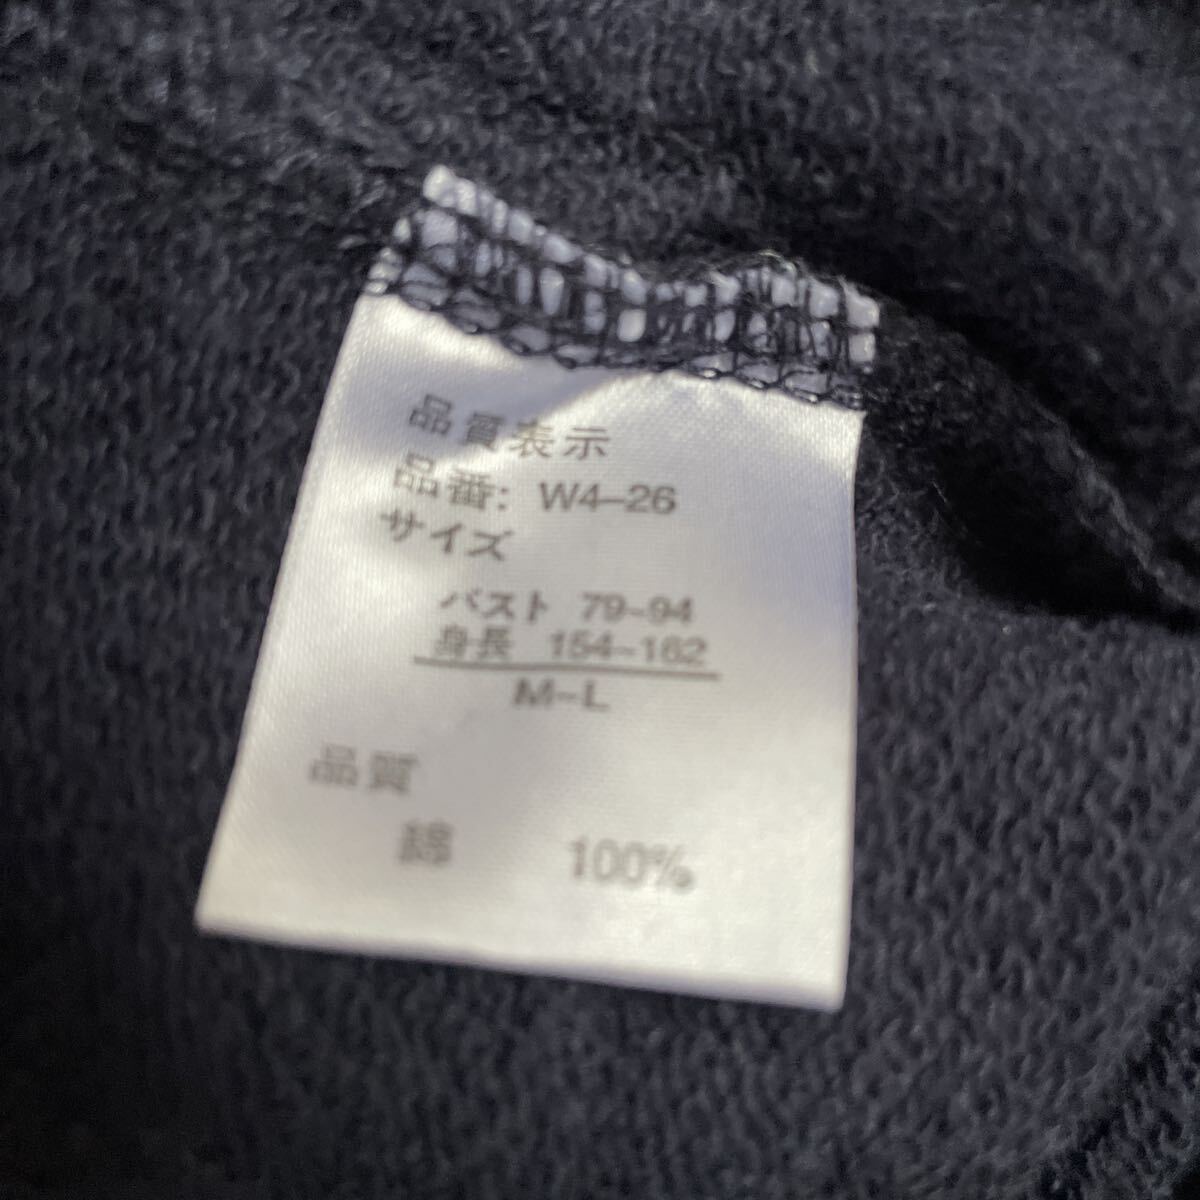 品質表示
品番: W4-26
サイズ
バスト 79~94
身長 154~162
M~L
品質
綿 100%